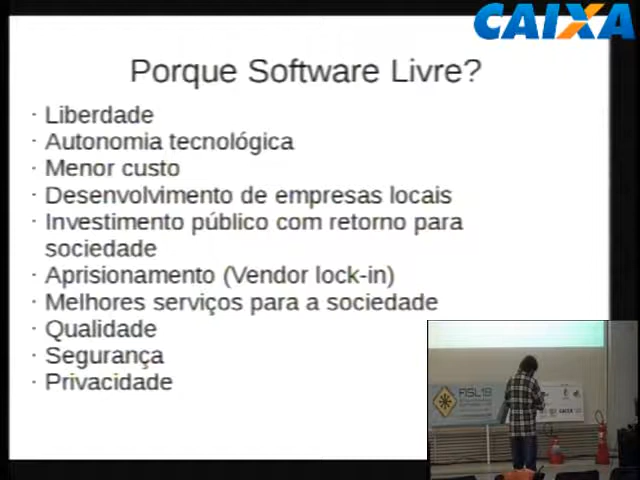 CAIXA
Porque Software Livre?
· Liberdade
· Autonomia tecnológica
· Menor custo
· Desenvolvimento de empresas locais
· Investimento público com retorno para
sociedade
· Aprisionamento (Vendor lock-in)
· Melhores serviços para a sociedade
· Qualidade
· Segurança
· Privacidade
FISL18
CAIXA